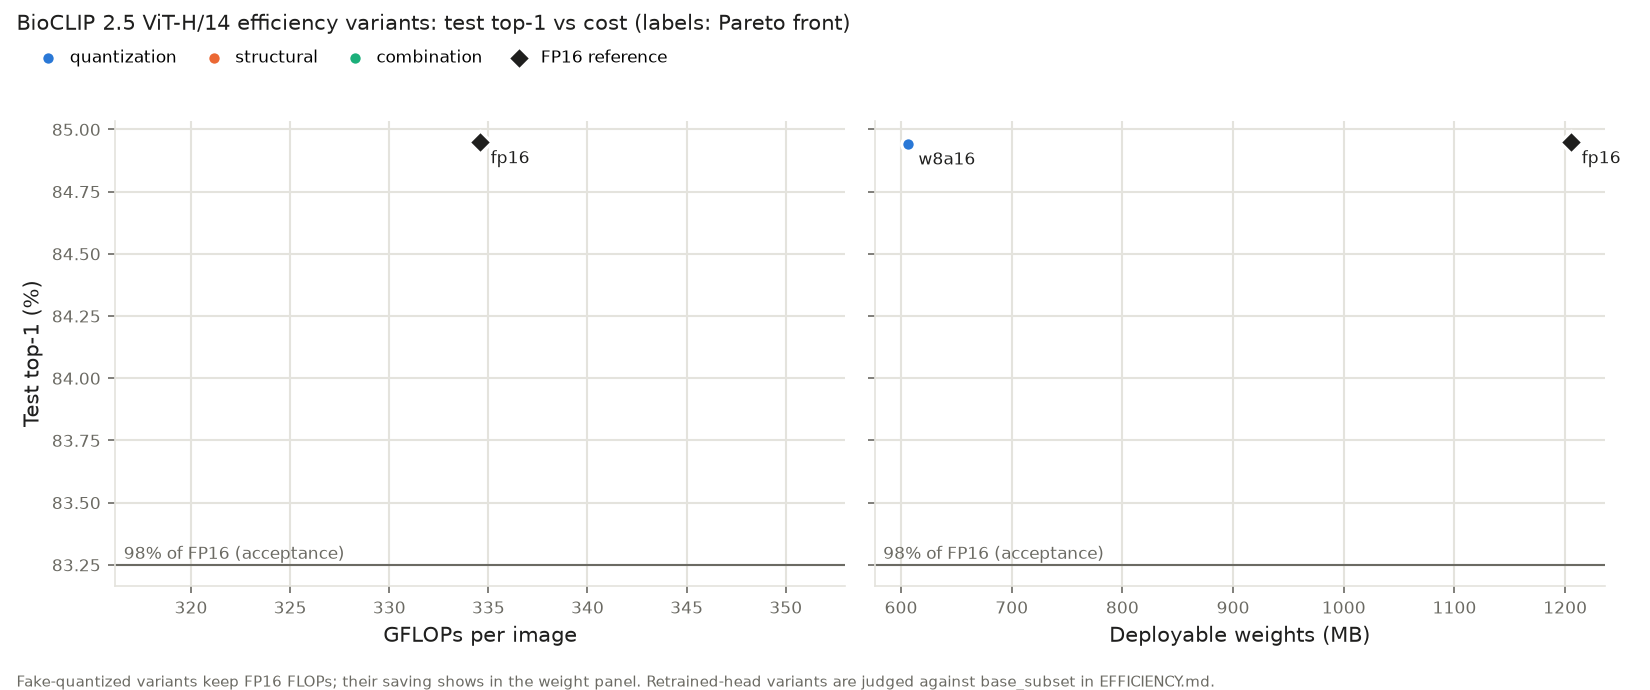 BioCLIP 2.5 ViT-H/14 efficiency variants: test top-1 vs cost (labels: Pareto front)
quantization structural combination FP16 reference
Test top-1 (%)
85.00
84.75
84.50
84.25
84.00
83.75
83.50
83.25
fp16
98% of FP16 (acceptance)
320 325 330 335 340 345 350
GFLOPs per image
w8a16
fp16
98% of FP16 (acceptance)
600 700 800 900 1000 1100 1200
Deployable weights (MB)
Fake-quantized variants keep FP16 FLOPs; their saving shows in the weight panel. Retrained-head variants are judged against base_subset in EFFICIENCY.md.